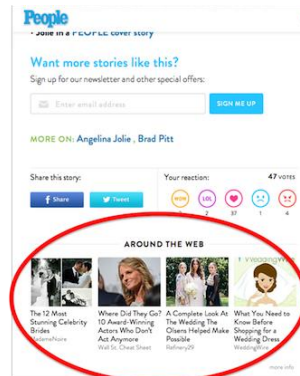 People
- Jolie in a PEOPLE cover story
Want more stories like this?
Sign up for our newsletter and other special offers:
Enter email address
SIGN ME UP
MORE ON: Angelina Jolie , Brad Pitt
Share this story:
Your reaction:
47 votes
f Share
Tweet
WOW
LOL
2
37
1
4
AROUND THE WEB
WeddingW
The 12 Most
Stunning Celebrity
Brides
MadameNoire
Where Did They Go?
10 Award-Winning
Actors Who Don't
Act Anymore
Wall St. Cheat Sheet
A Complete Look At
The Wedding The
Olsens Helped Make
Possible
Refinery29
What You Need to
Know Before
Shopping for a
Wedding Dress
WeddingWire
more info